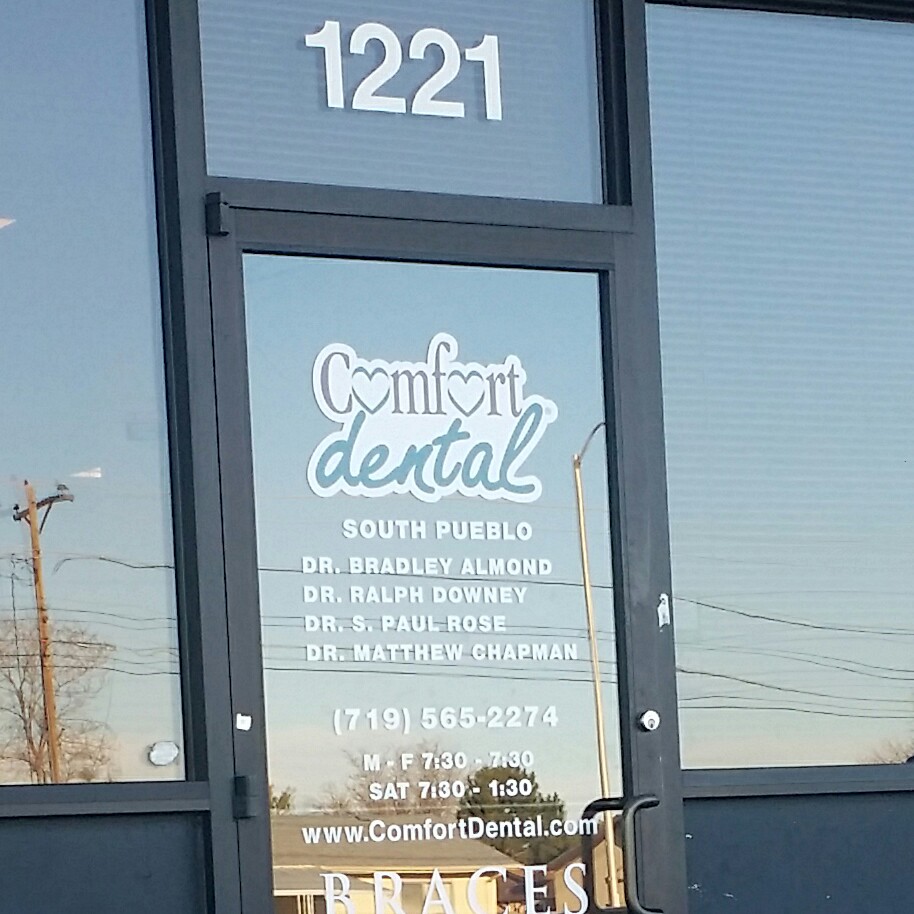 1221
Comfort
dental®
SOUTH PUEBLO
DR. BRADLEY ALMOND
DR. RALPH DOWNEY
DR. S. PAUL ROSE
DR. MATTHEW CHAPMAN
(719) 565-2274
M - F 7:30 - 7:30
SAT 7:30 - 1:30
www.ComfortDental.com
BRACES